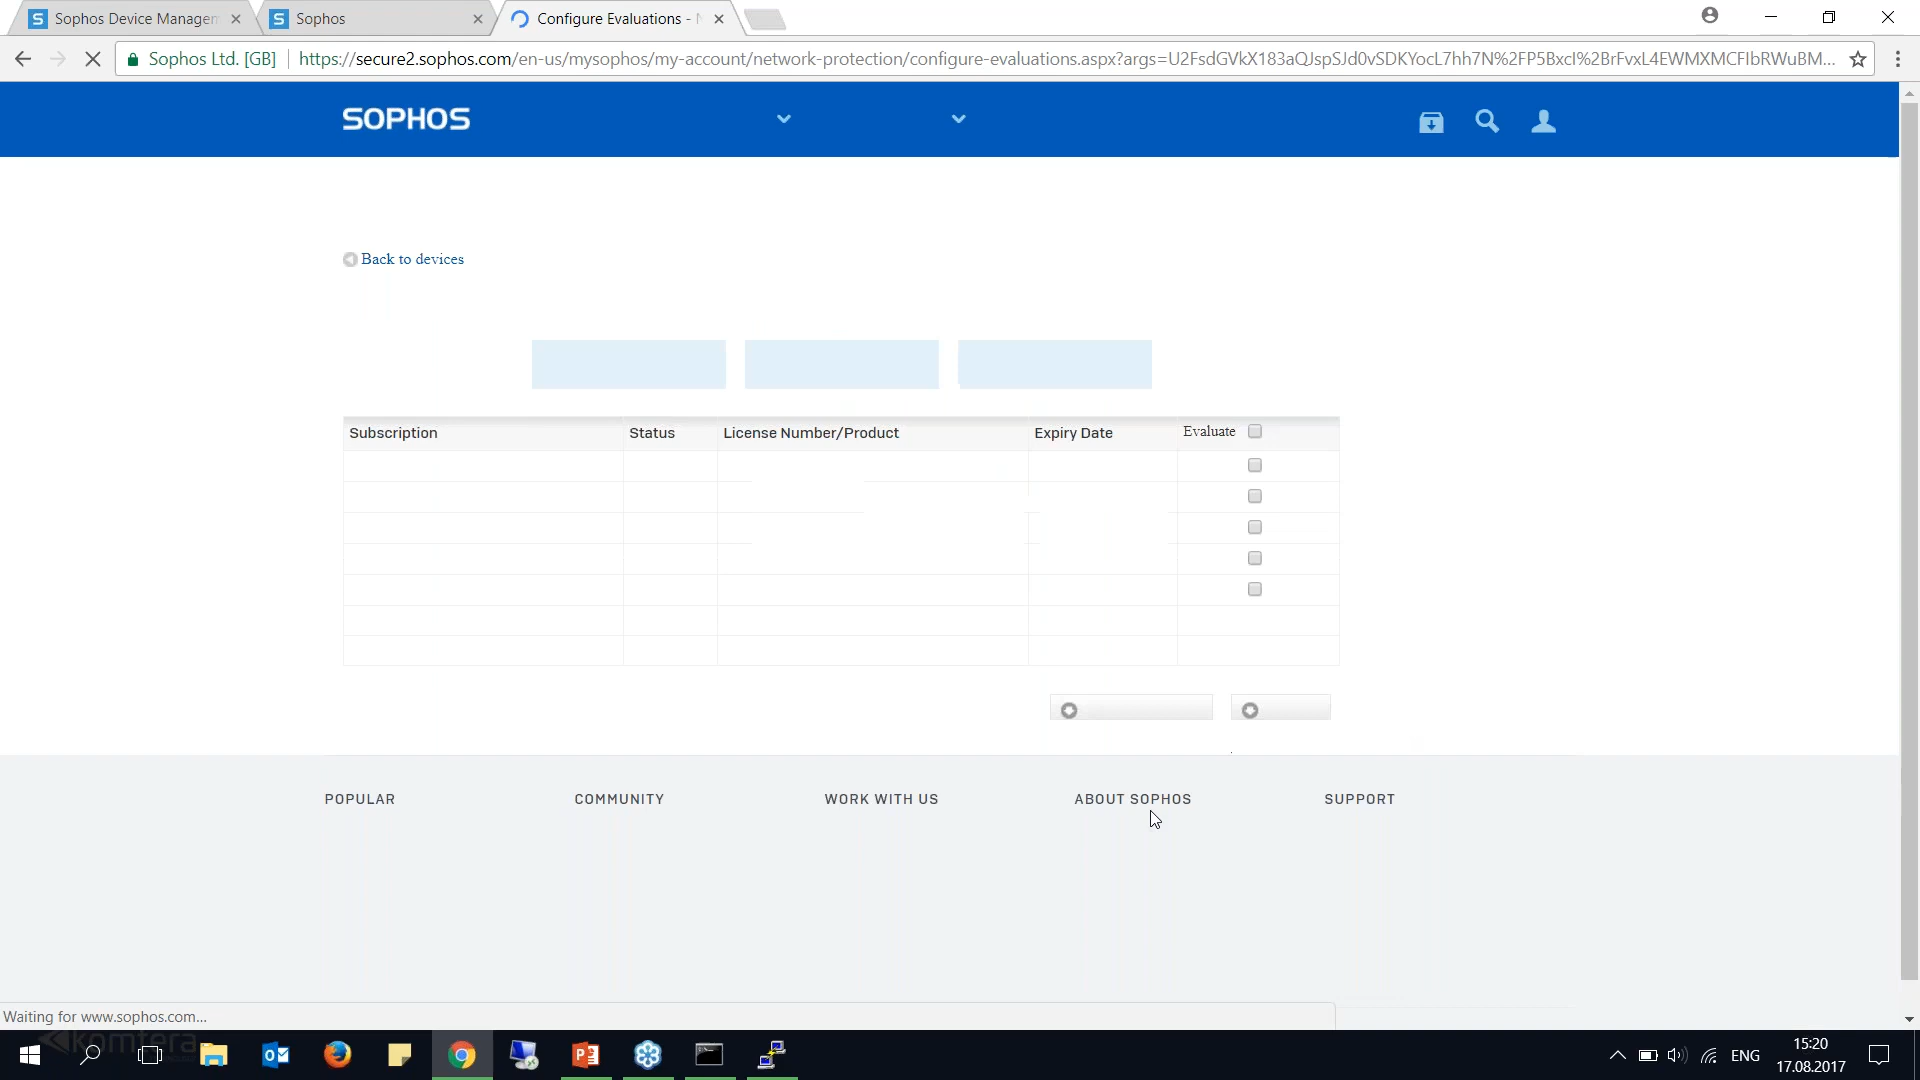 Sophos Device Managem
Sophos
Configure Evaluations -
Sophos Ltd. [GB]
https://secure2.sophos.com/en-us/mysophos/my-account/network-protection/configure-evaluations.aspx?args=U2FsdGVkX183aQJspSJd0vSDKYocL7hh7N%2FP5BxcI%2BrFvxL4EWMXMCFIbRWuBM...
SOPHOS
Back to devices
Subscription Status License Number/Product Expiry Date Evaluate
POPULAR COMMUNITY WORK WITH US ABOUT SOPHOS SUPPORT
Waiting for www.sophos.com...
komtera
ENG
15:20
17.08.2017